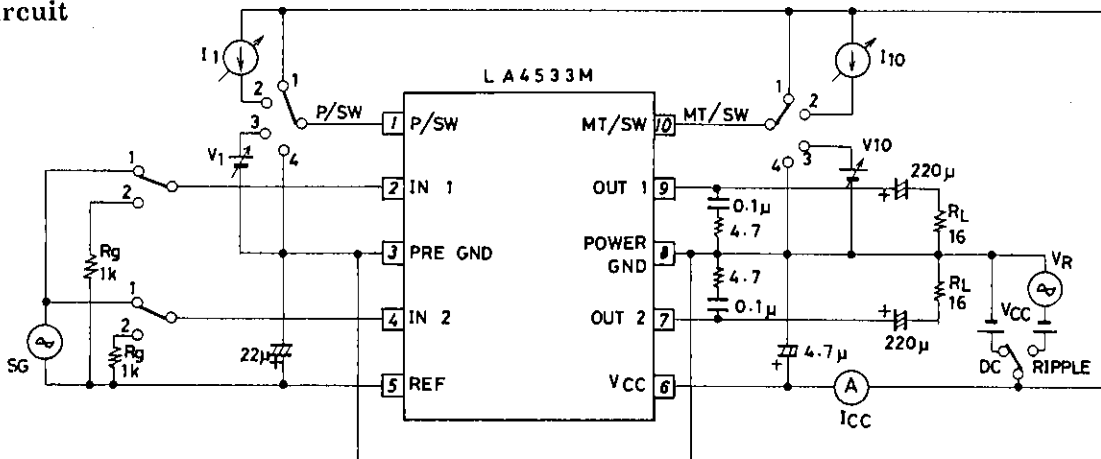 rcuit
I1
I10
LA4533M
1
2
3
4
P/SW
1
P/SW
MT/SW
10
MT/SW
1
2
3
4
V1
V10
1
2
2
IN 1
OUT 1
9
220μ
+
0.1μ
4.7
RL
16
Rg
1k
3
PRE GND
POWER
GND
8
VR
1
2
4
IN 2
4.7
0.1μ
OUT 2
7
+
220μ
RL
16
VCC
SG
Rg
1k
22μ
+
4.7μ
+
DC
RIPPLE
5
REF
VCC
6
A
ICC